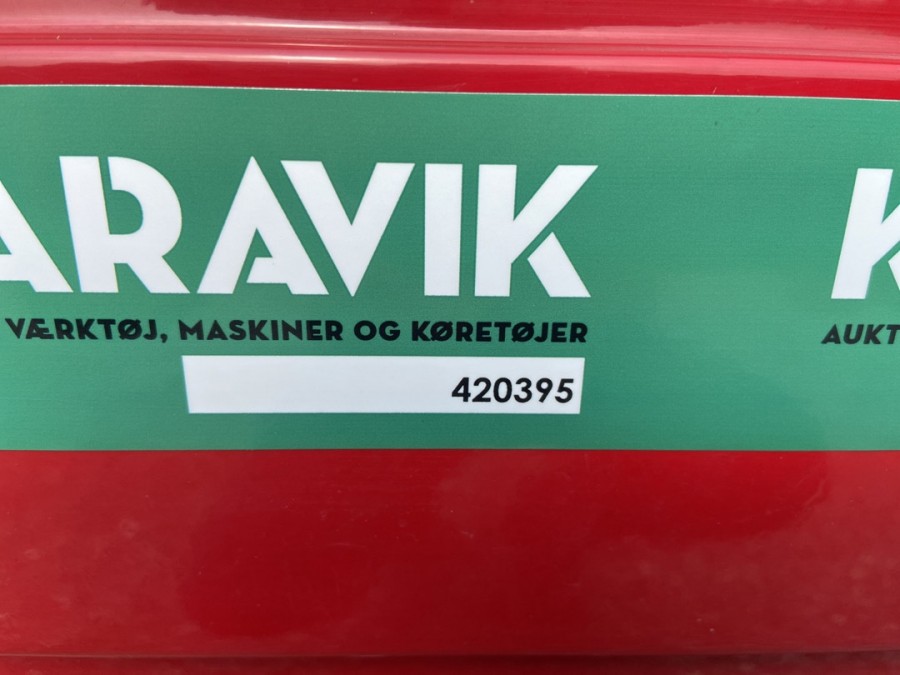 ARAVIK
VÆRKTØJ, MASKINER OG KØRETØJER
420395
K
AUKT